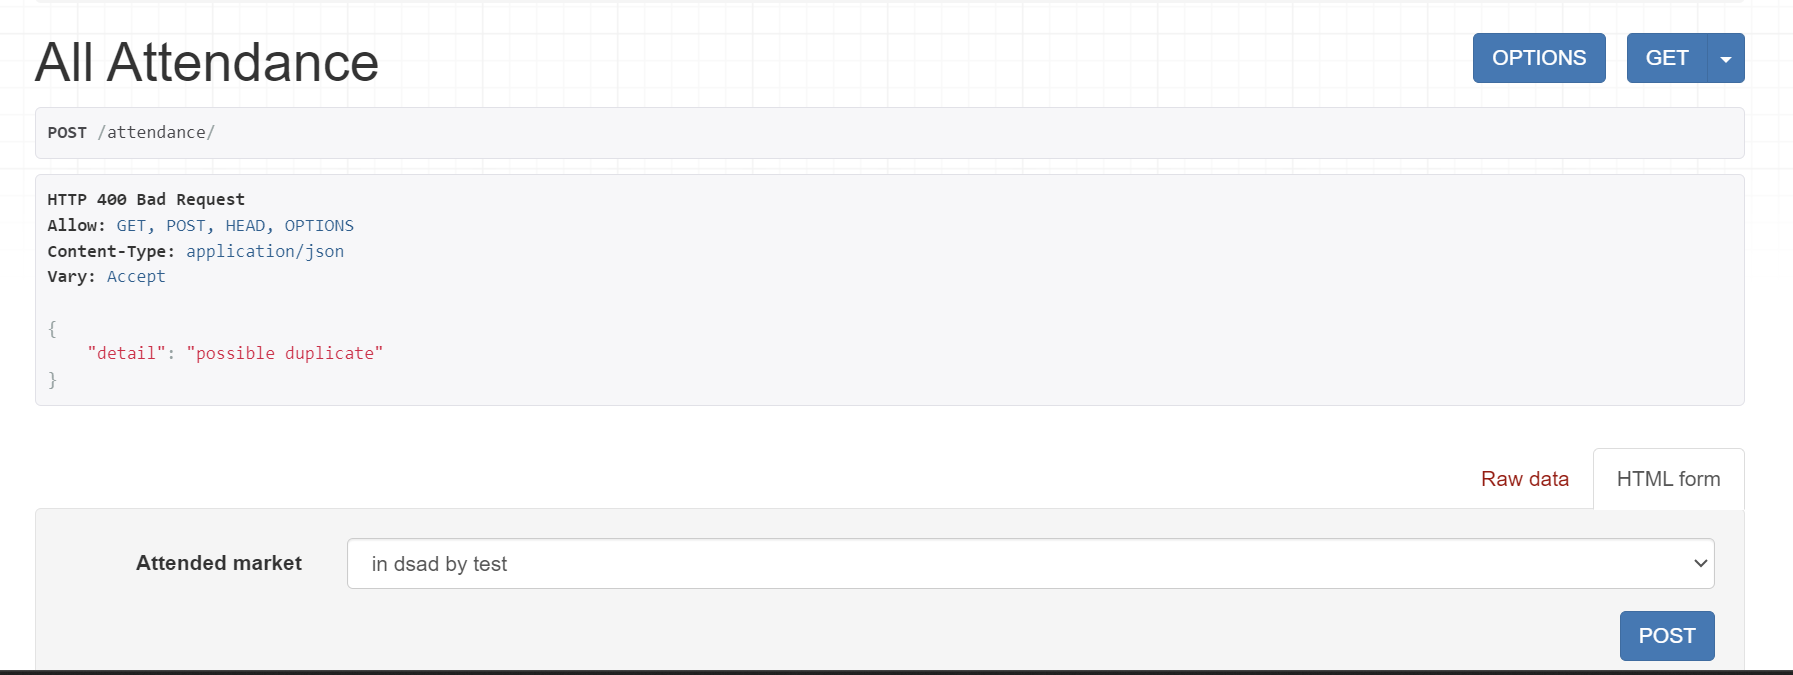 All Attendance
OPTIONS
GET
POST /attendance/
HTTP 400 Bad Request
Allow: GET, POST, HEAD, OPTIONS
Content-Type: application/json
Vary: Accept
{
    "detail": "possible duplicate"
}
Raw data
HTML form
Attended market
in dsad by test
POST